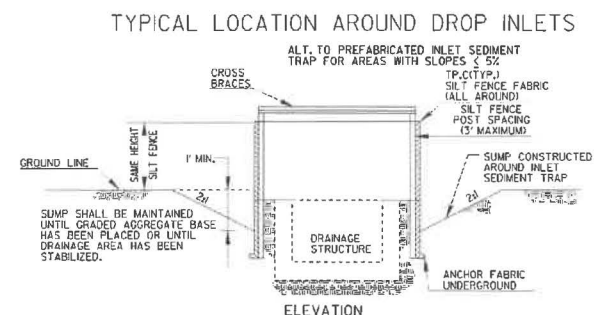 TYPICAL LOCATION AROUND DROP INLETS
ALT. TO PREFABRICATED INLET SEDIMENT
TRAP FOR AREAS WITH SLOPES ≤ 5%
CROSS
BRACES
TP.C(TYP.)
SILT FENCE FABRIC
(ALL AROUND)
SILT FENCE
POST SPACING
(3' MAXIMUM)
SAME HEIGHT
SILT FENCE
GROUND LINE
1' MIN.
SUMP CONSTRUCTED
AROUND INLET
SEDIMENT TRAP
2:1
2:1
SUMP SHALL BE MAINTAINED
UNTIL GRADED AGGREGATE BASE
HAS BEEN PLACED OR UNTIL
DRAINAGE AREA HAS BEEN
STABILIZED.
DRAINAGE
STRUCTURE
ANCHOR FABRIC
UNDERGROUND
ELEVATION